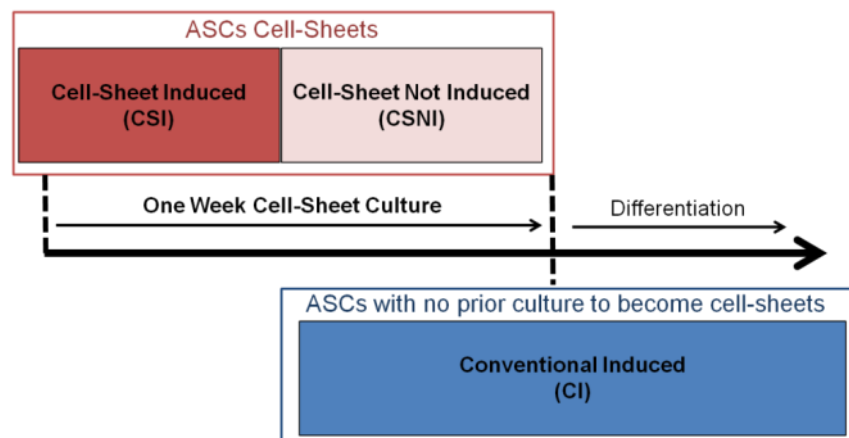 ASCs Cell-Sheets
Cell-Sheet Induced
(CSI)
Cell-Sheet Not Induced
(CSNI)
One Week Cell-Sheet Culture
Differentiation
ASCs with no prior culture to become cell-sheets
Conventional Induced
(CI)